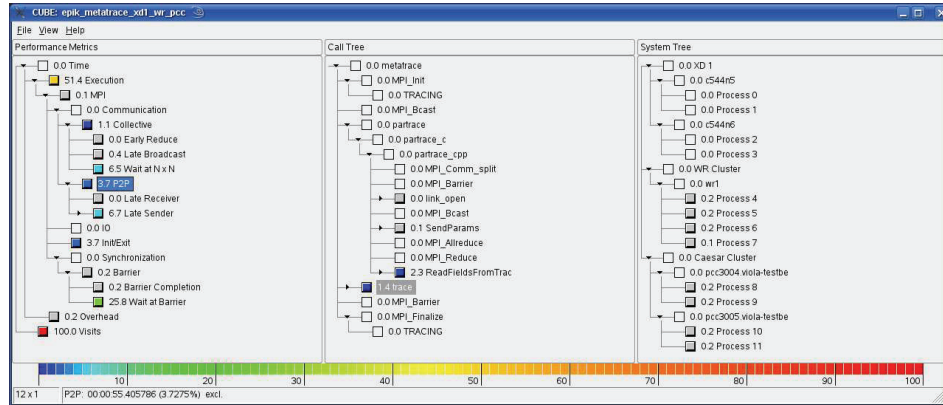 CUBE: epik_metatrace_xd1_wr_pcc
File View Help
Performance Metrics
0.0 Time
51.4 Execution
0.1 MPI
0.0 Communication
1.1 Collective
0.0 Early Reduce
0.4 Late Broadcast
6.5 Wait at N x N
3.7 P2P
0.0 Late Receiver
6.7 Late Sender
0.0 IO
3.7 Init/Exit
0.0 Synchronization
0.2 Barrier
0.2 Barrier Completion
25.8 Wait at Barrier
0.2 Overhead
100.0 Visits
Call Tree
0.0 metatrace
0.0 MPI_Init
0.0 TRACING
0.0 MPI_Bcast
0.0 partrace
0.0 partrace_c
0.0 partrace_cpp
0.0 MPI_Comm_split
0.0 MPI_Barrier
0.0 link_open
0.0 MPI_Bcast
0.1 SendParams
0.0 MPI_Allreduce
0.0 MPI_Reduce
2.3 ReadFieldsFromTrac
1.4 trace
0.0 MPI_Barrier
0.0 MPI_Finalize
0.0 TRACING
System Tree
0.0 XD 1
0.0 c544n5
0.0 Process 0
0.0 Process 1
0.0 c544n6
0.0 Process 2
0.0 Process 3
0.0 WR Cluster
0.0 wr1
0.2 Process 4
0.2 Process 5
0.2 Process 6
0.1 Process 7
0.0 Caesar Cluster
0.0 pcc3004.viola-testbe
0.2 Process 8
0.2 Process 9
0.0 pcc3005.viola-testbe
0.2 Process 10
0.2 Process 11
10 20 30 40 50 60 70 80 90 100
12 x 1 P2P: 00:00:55.405786 (3.7275%) excl.